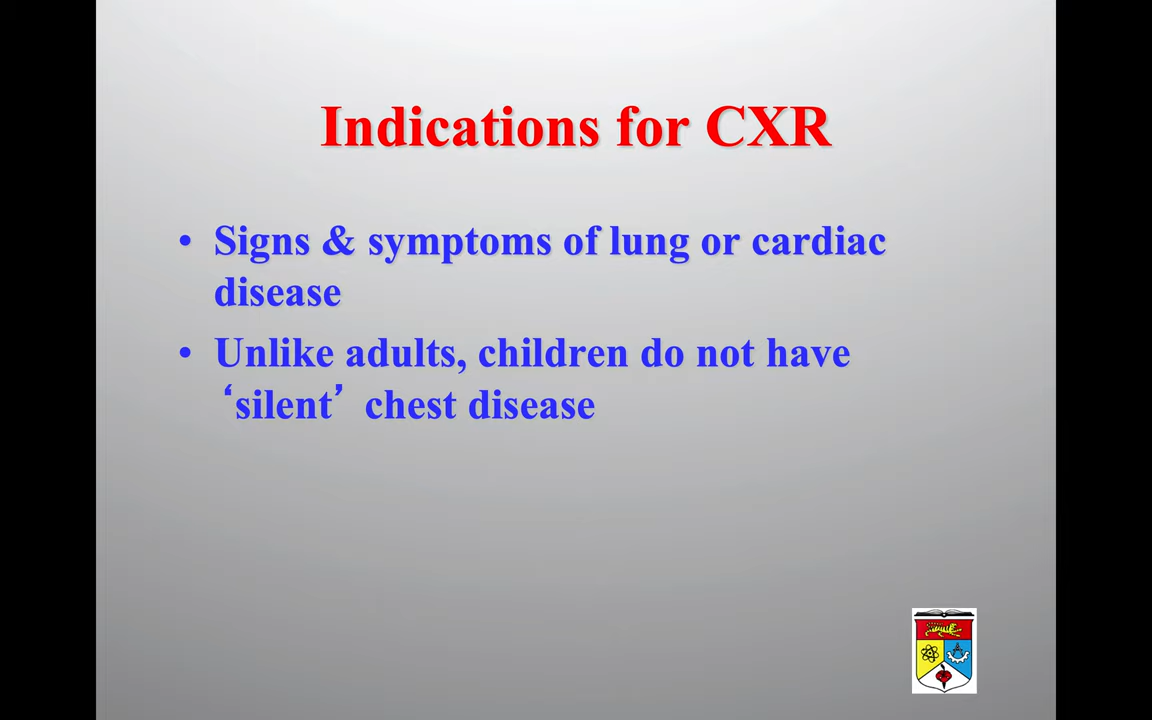 Indications for CXR
• Signs & symptoms of lung or cardiac
disease
• Unlike adults, children do not have
‘silent’ chest disease